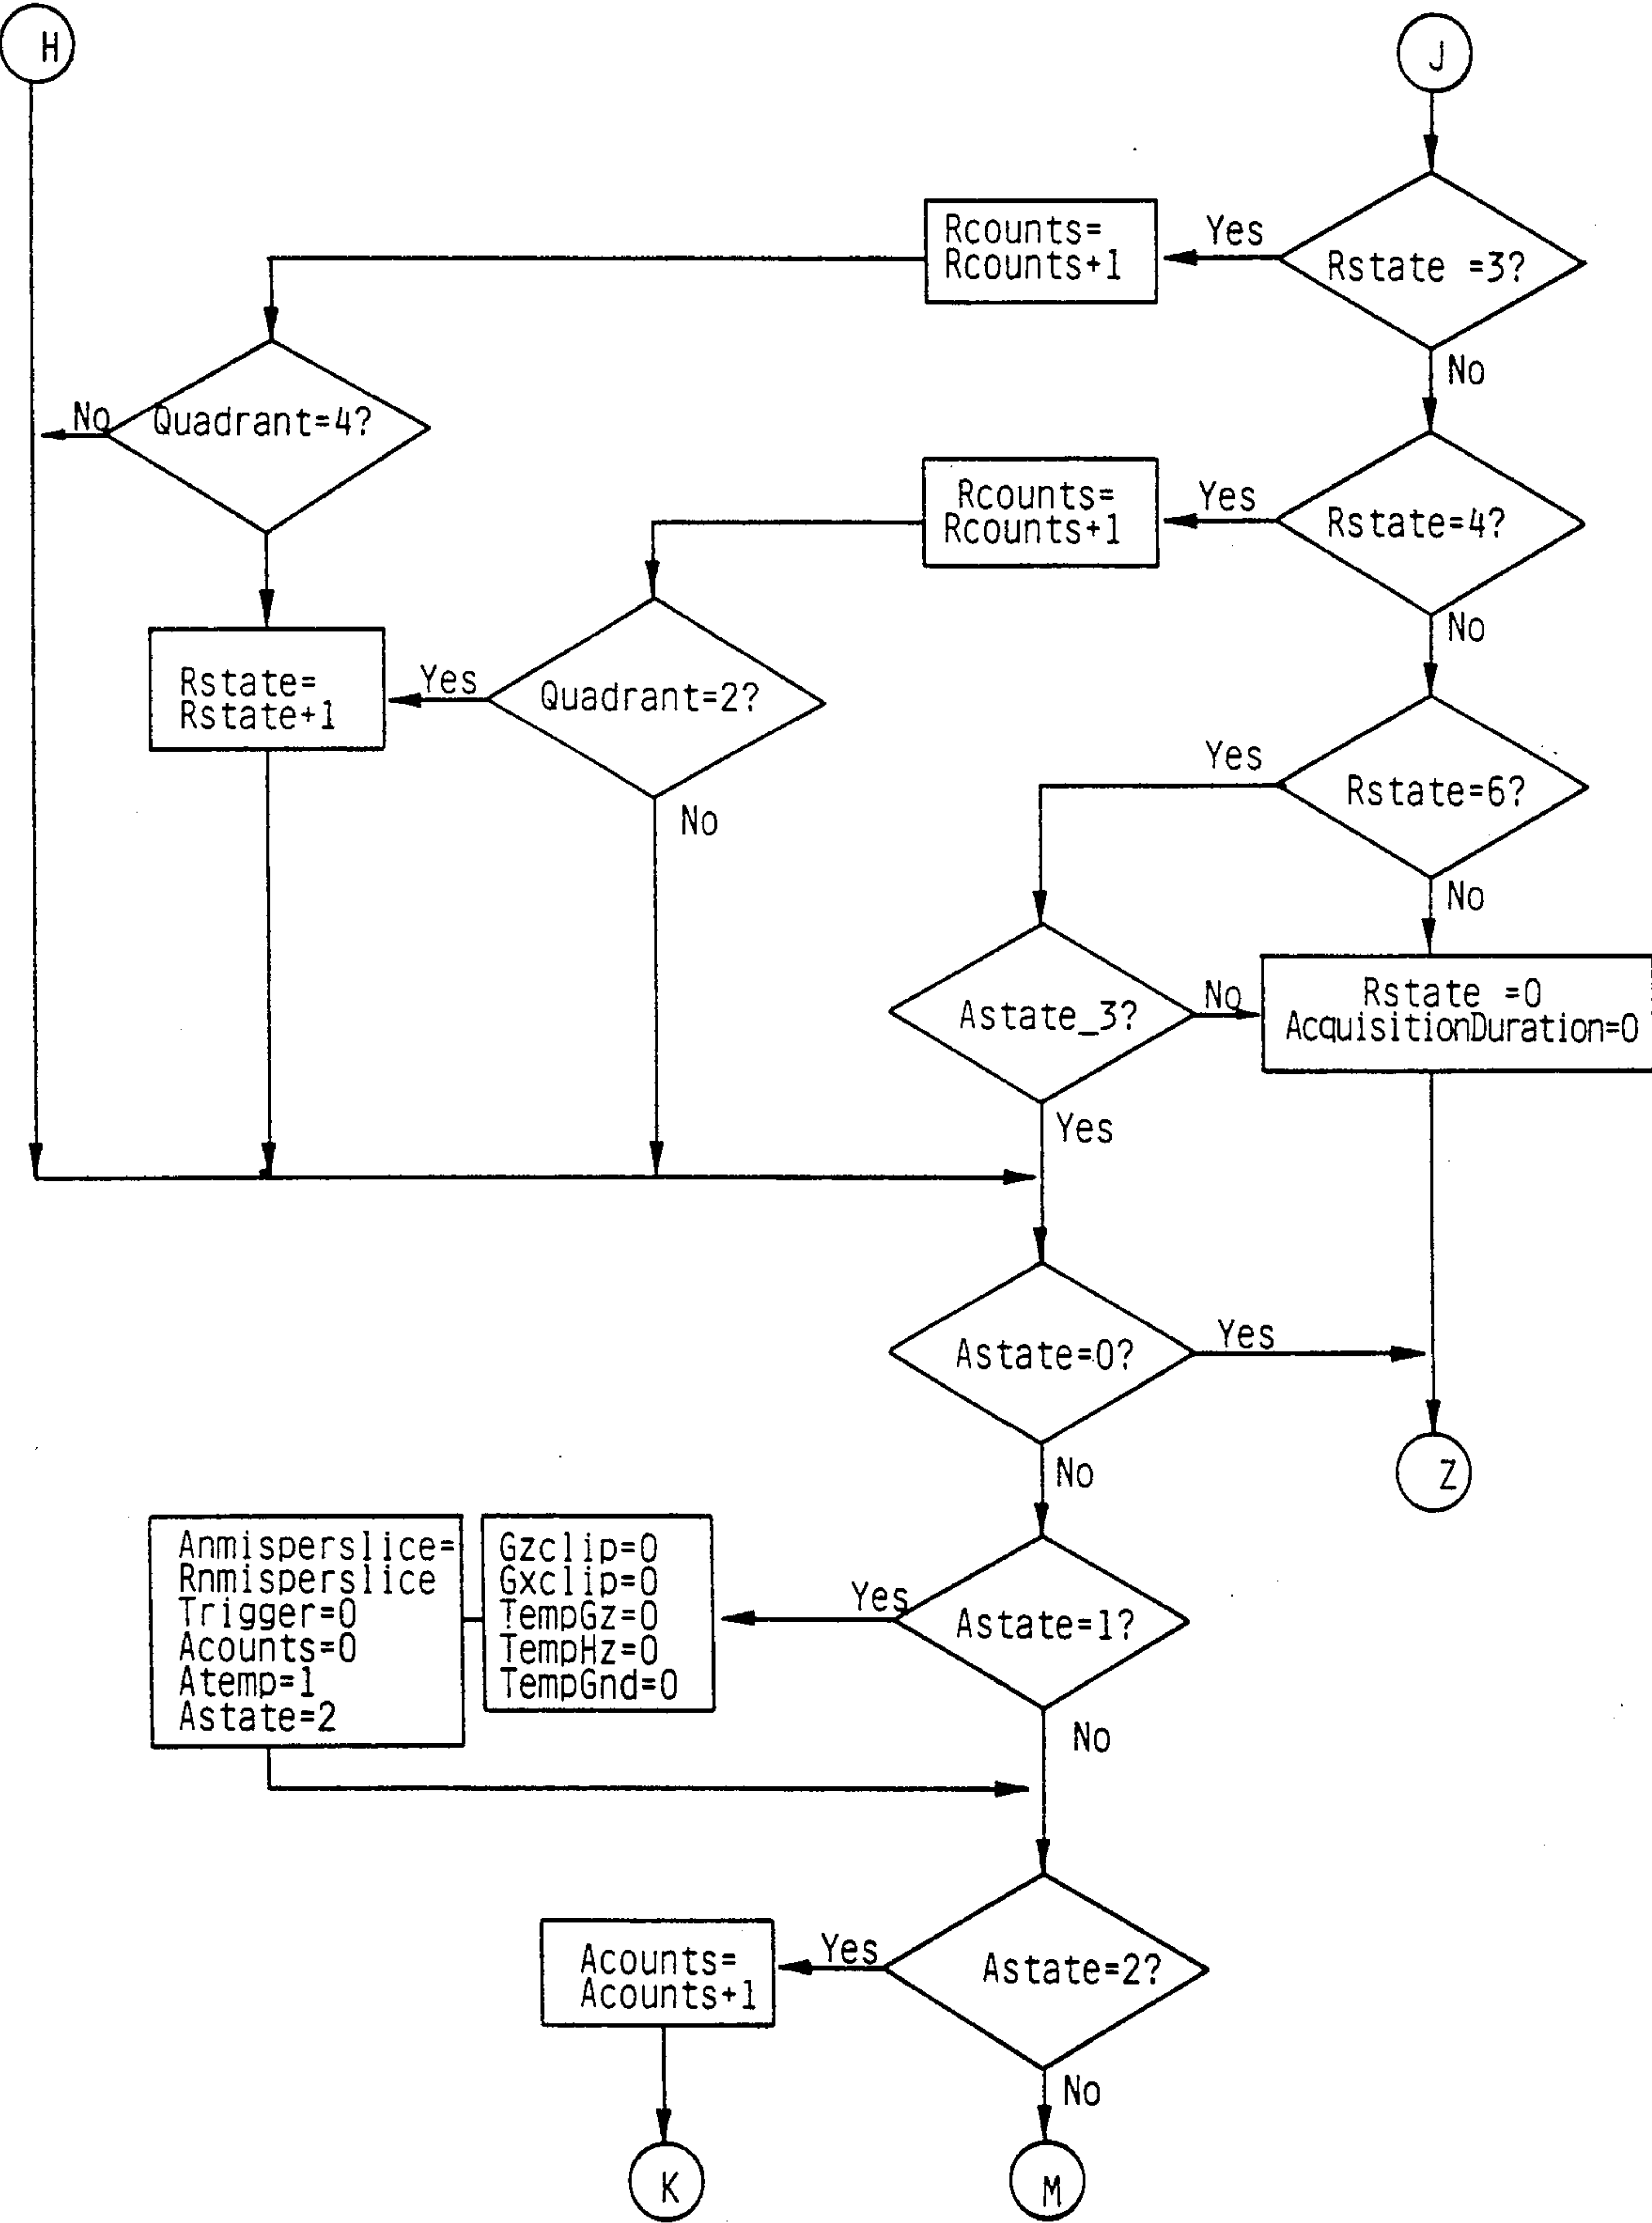 H
J
Rcounts=
Rcounts+1
Yes
Rstate =3?
No
No
Quadrant=4?
Rcounts=
Rcounts+1
Yes
Rstate=4?
No
Rstate=
Rstate+1
Yes
Quadrant=2?
No
Yes
Rstate=6?
No
Astate_3?
No
Rstate =0
AcquisitionDuration=0
Yes
Astate=0?
Yes
No
Z
Anmisperslice=
Rnmisperslice
Trigger=0
Acounts=0
Atemp=1
Astate=2
Gzclip=0
Gxclip=0
TempGz=0
TempHz=0
TempGnd=0
Yes
Astate=1?
No
Acounts=
Acounts+1
Yes
Astate=2?
No
K
M